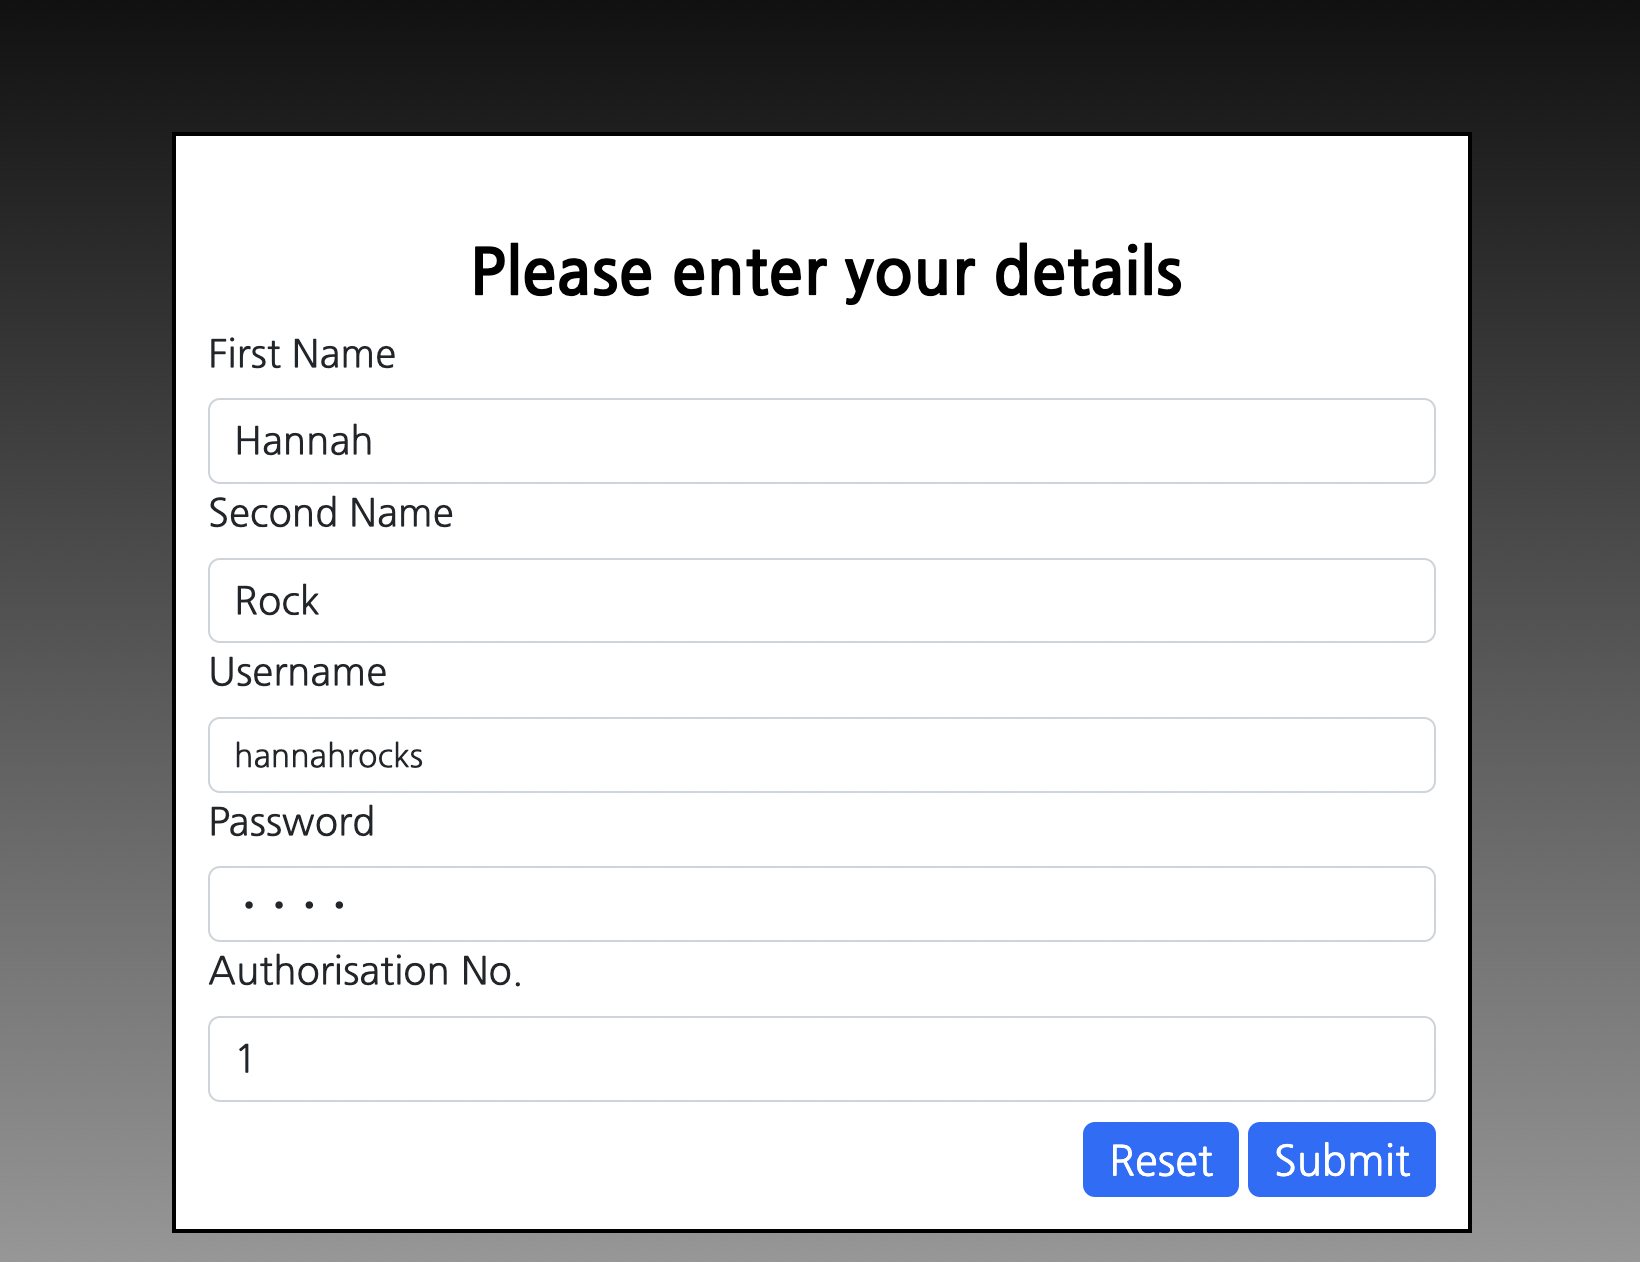 Please enter your details
First Name
Hannah
Second Name
Rock
Username
hannahrocks
Password
••••
Authorisation No.
1
Reset Submit